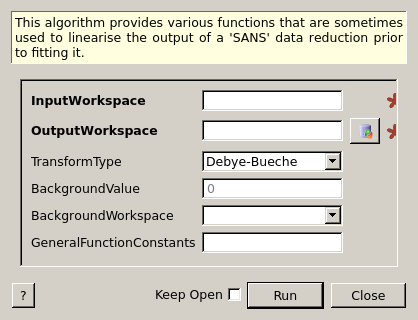 This algorithm provides various functions that are sometimes
used to linearise the output of a 'SANS' data reduction prior
to fitting it.
InputWorkspace
OutputWorkspace
TransformType Debye-Bueche
BackgroundValue 0
BackgroundWorkspace
GeneralFunctionConstants
? Keep Open Run Close